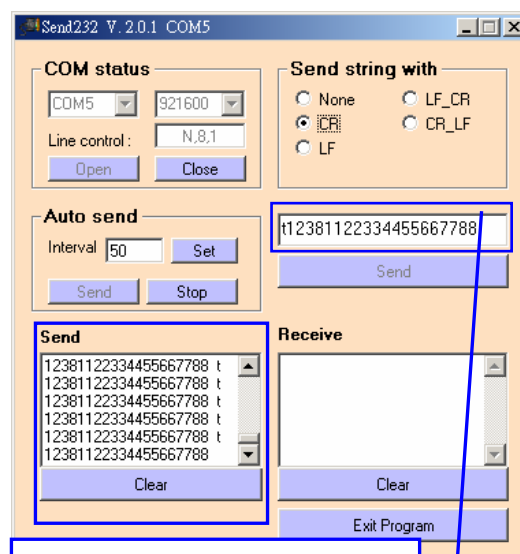 Send232 V. 2.0.1 COM5
COM status
COM5 921600
Line control : N,8,1
Open Close
Send string with
None LF_CR
CR CR_LF
LF
Auto send
Interval 50 Set
Send Stop
t12381122334455667788
Send
Send
12381122334455667788 t
12381122334455667788 t
12381122334455667788 t
12381122334455667788 t
12381122334455667788 t
12381122334455667788
Clear
Receive
Clear
Exit Program